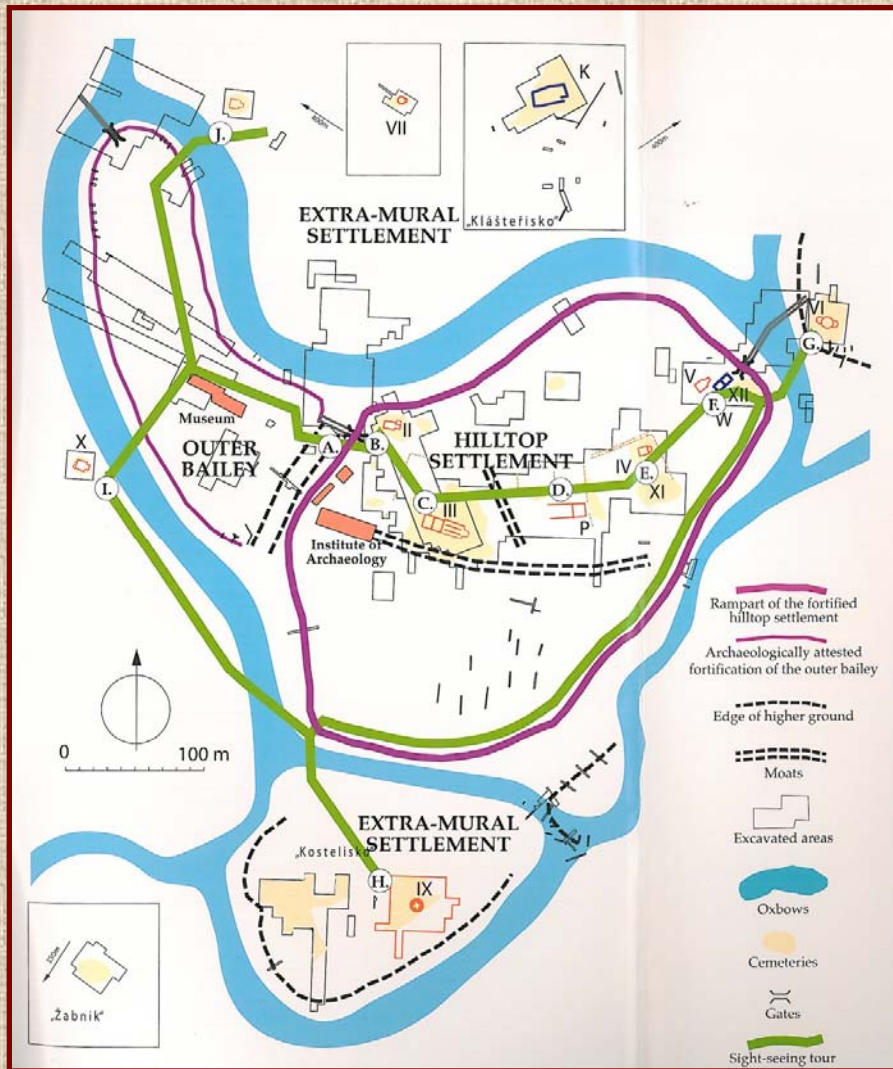 J.
VII
800m
K
400m
„Klášteřisko"
EXTRA-MURAL
SETTLEMENT
VI
G.
Museum
OUTER
BAILEY
X
I.
A.
B.
II
HILLTOP
SETTLEMENT
V
XII
F.
W
IV
E.
XI
C.
III
D.
P
Institute of
Archaeology
0 100 m
EXTRA-MURAL
SETTLEMENT
„Kostelisko"
H.
IX
„Žabník"
Rampart of the fortified
hilltop settlement
Archaeologically attested
fortification of the outer bailey
Edge of higher ground
Moats
Excavated areas
Oxbows
Cemeteries
Gates
Sight-seeing tour